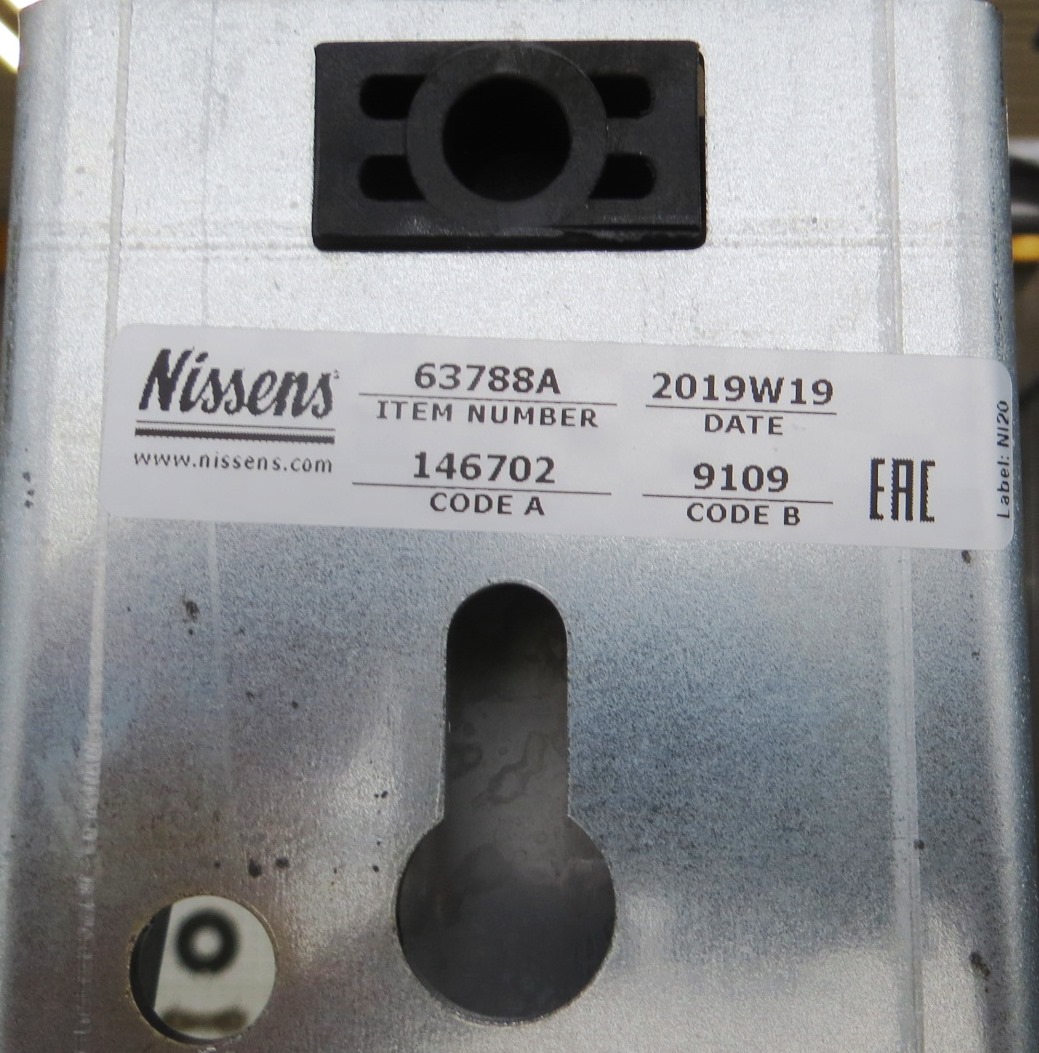 Nissens
www.nissens.com
63788A
ITEM NUMBER
2019W19
DATE
146702
CODE A
9109
CODE B
EAC
Label: NI20